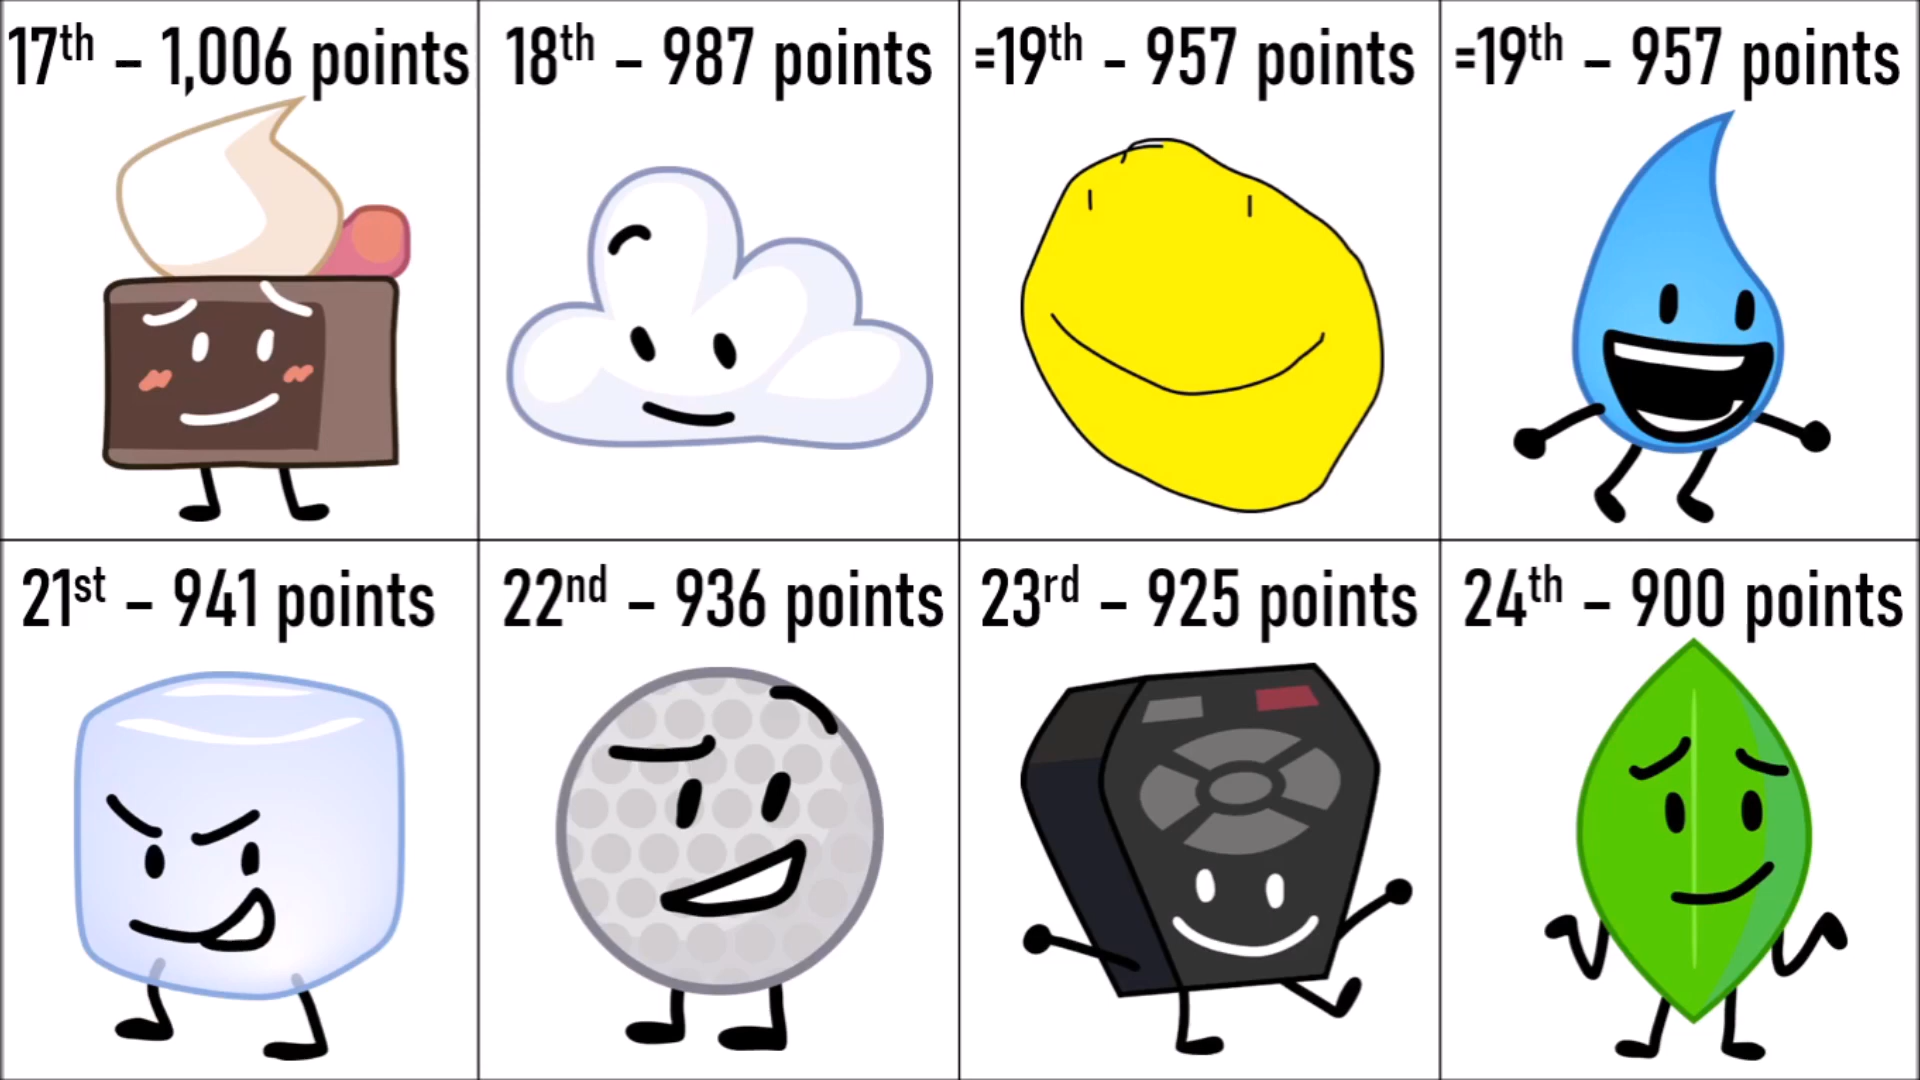 17th – 1,006 points
18th – 987 points
=19th – 957 points
=19th – 957 points
21st – 941 points
22nd – 936 points
23rd – 925 points
24th – 900 points